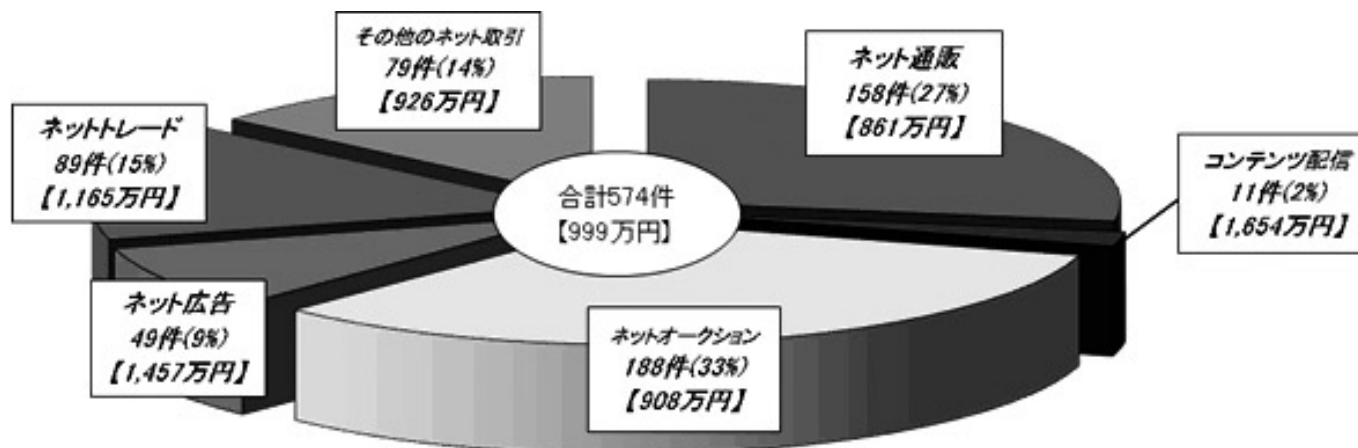 その他のネット取引
79件(14%)
【926万円】
ネット通販
158件(27%)
【861万円】
コンテンツ配信
11件(2%)
【1,654万円】
ネットオークション
188件(33%)
【908万円】
ネット広告
49件(9%)
【1,457万円】
ネットトレード
89件(15%)
【1,165万円】
合計574件
【999万円】